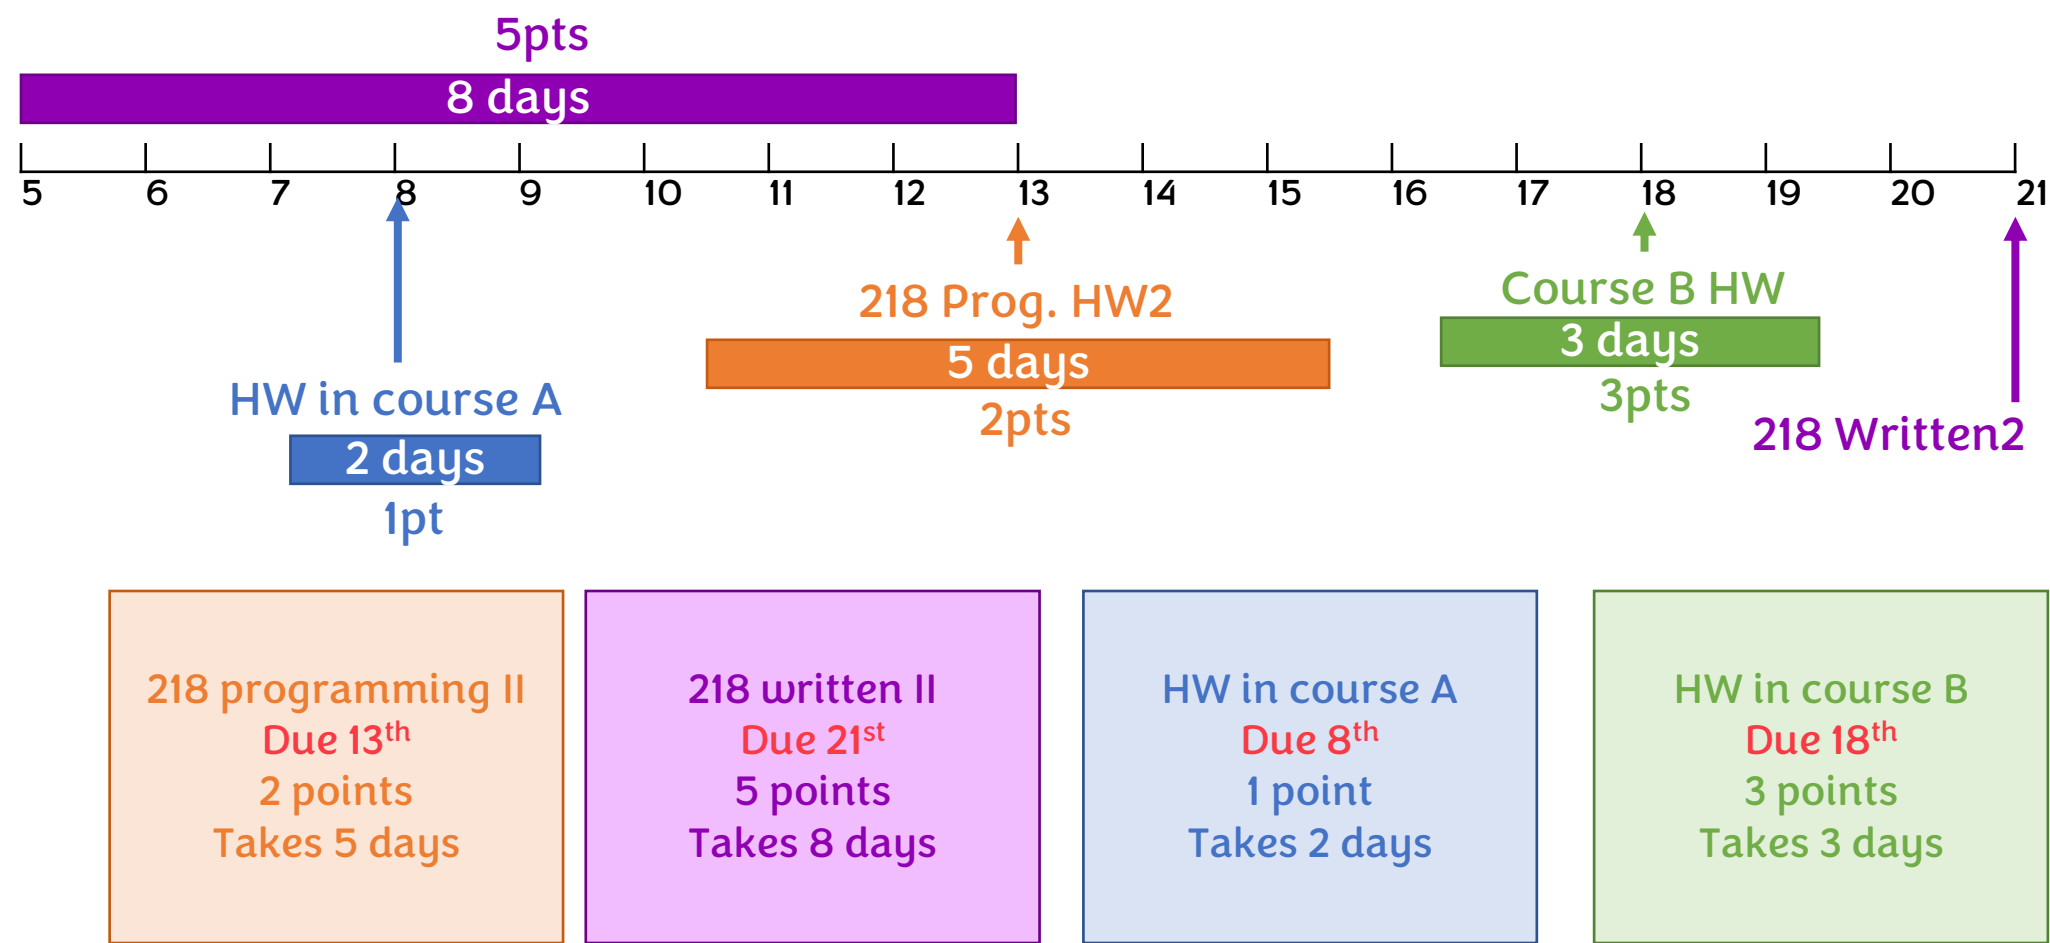 5pts
8 days
5 6 7 8 9 10 11 12 13 14 15 16 17 18 19 20 21
218 Prog. HW2
5 days
2pts
Course B HW
3 days
3pts
HW in course A
2 days
1pt
218 Written2
218 programming II
Due 13th
2 points
Takes 5 days
218 written II
Due 21st
5 points
Takes 8 days
HW in course A
Due 8th
1 point
Takes 2 days
HW in course B
Due 18th
3 points
Takes 3 days